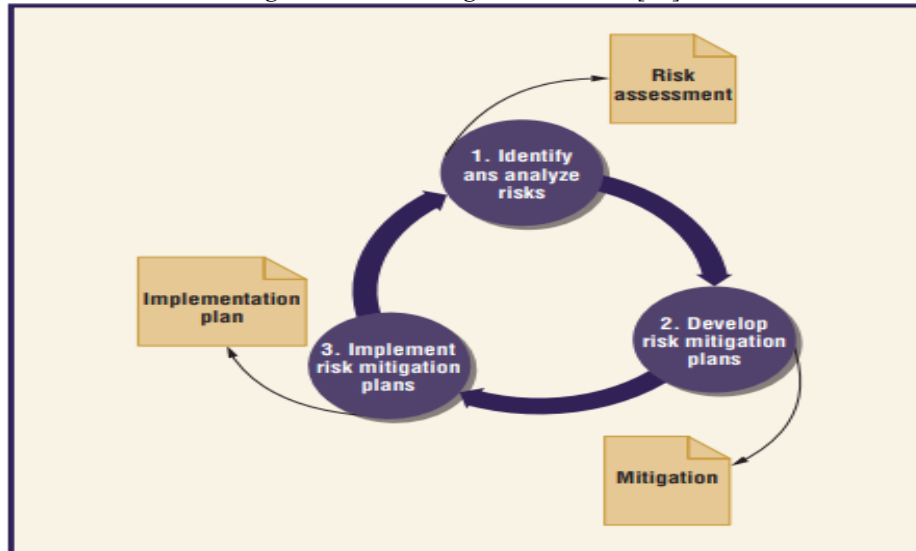 Risk
assessment
1. Identify
ans analyze
risks
Implementation
plan
3. Implement
risk mitigation
plans
2. Develop
risk mitigation
plans
Mitigation